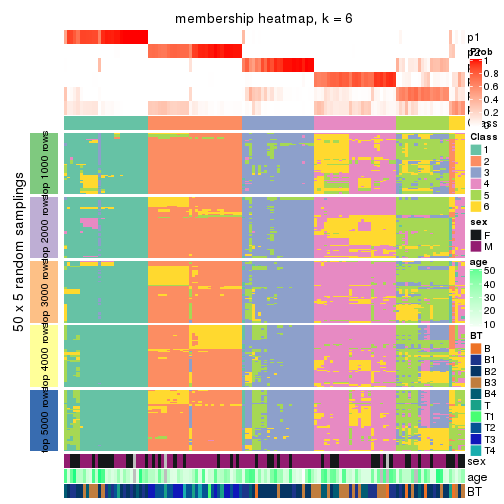 membership heatmap, k = 6
p1
p2
Prob
1
0.8
0.6
0.4
0.2
0
Class
1
2
3
4
5
6
sex
F
M
age
50
40
30
20
10
BT
B
B1
B2
B3
B4
T
T1
T2
T3
T4
50 x 5 random samplings
top 1000 rows
top 2000 rows
top 3000 rows
top 4000 rows
top 5000 rows
sex
age
BT